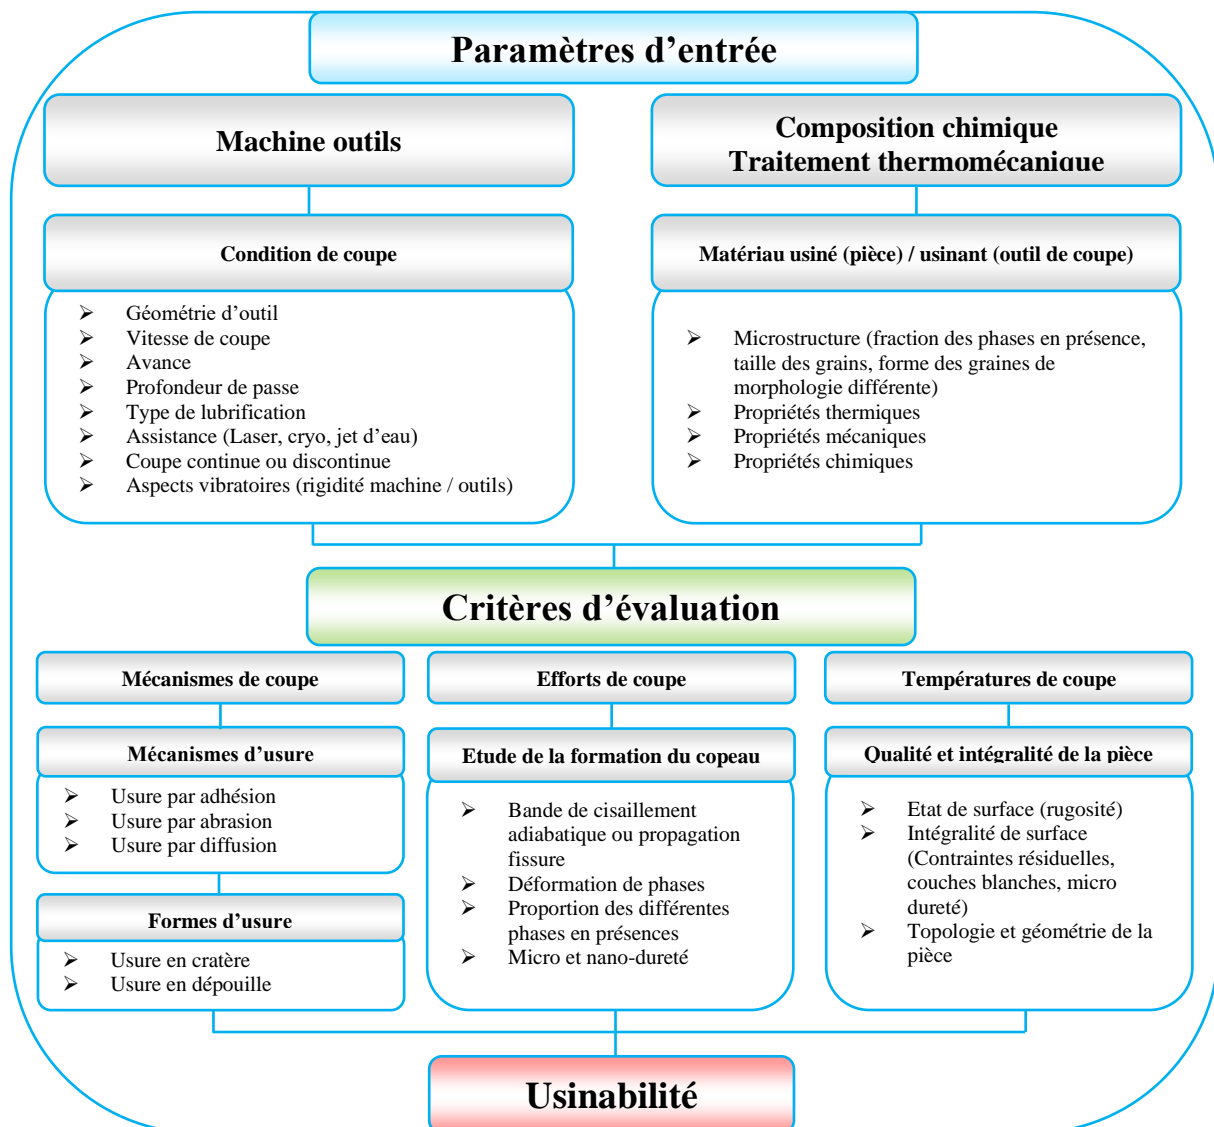 Paramètres d’entrée
Machine outils
Composition chimique
Traitement thermomécanique
Condition de coupe
Matériau usiné (pièce) / usinant (outil de coupe)
➢ Géométrie d’outil
➢ Vitesse de coupe
➢ Avance
➢ Profondeur de passe
➢ Type de lubrification
➢ Assistance (Laser, cryo, jet d’eau)
➢ Coupe continue ou discontinue
➢ Aspects vibratoires (rigidité machine / outils)
➢ Microstructure (fraction des phases en présence,
taille des grains, forme des graines de
morphologie différente)
➢ Propriétés thermiques
➢ Propriétés mécaniques
➢ Propriétés chimiques
Critères d’évaluation
Mécanismes de coupe
Efforts de coupe
Températures de coupe
Mécanismes d’usure
➢ Usure par adhésion
➢ Usure par abrasion
➢ Usure par diffusion
Formes d’usure
➢ Usure en cratère
➢ Usure en dépouille
Etude de la formation du copeau
➢ Bande de cisaillement
adiabatique ou propagation
fissure
➢ Déformation de phases
➢ Proportion des différentes
phases en présences
➢ Micro et nano-dureté
Qualité et intégralité de la pièce
➢ Etat de surface (rugosité)
➢ Intégralité de surface
(Contraintes résiduelles,
couches blanches, micro
dureté)
➢ Topologie et géométrie de la
pièce
Usinabilité